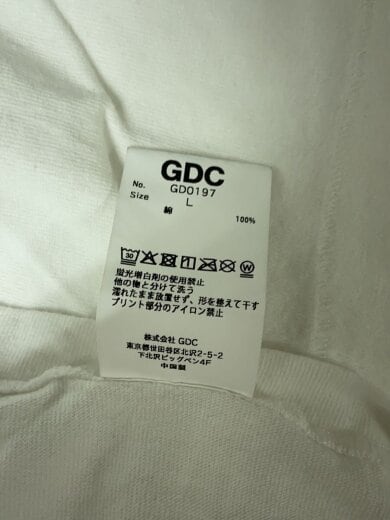 GDC
No. GD0197
Size L
綿 100%
30
W
蛍光増白剤の使用禁止
他の物と分けて洗う
濡れたまま放置せず、形を整えて干す
プリント部分のアイロン禁止
株式会社 GDC
東京都世田谷区北沢2-5-2
下北沢ビッグベン4F
中国製